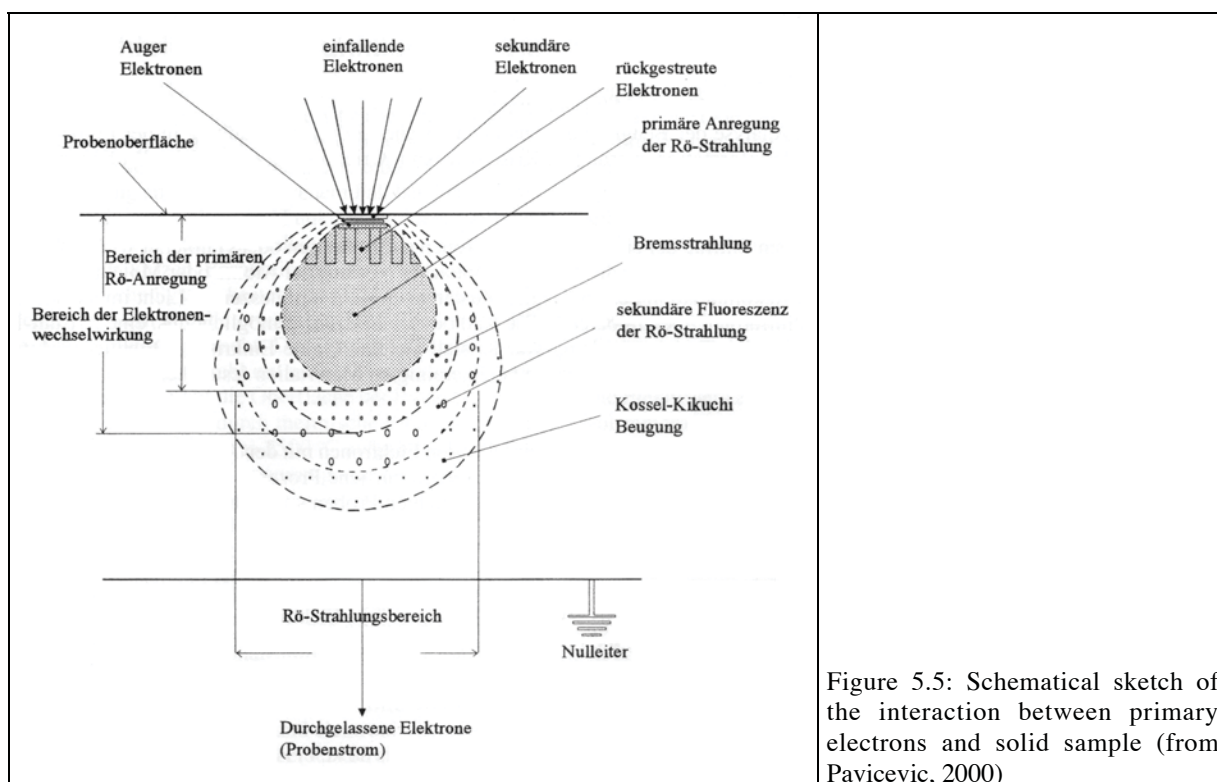 Auger
Elektronen
einfallende
Elektronen
sekundäre
Elektronen
rückgestreute
Elektronen
primäre Anregung
der Rö-Strahlung
Probenoberfläche
Bereich der primären
Rö-Anregung
Bereich der Elektronen-
wechselwirkung
Bremsstrahlung
sekundäre Fluoreszenz
der Rö-Strahlung
Kossel-Kikuchi
Beugung
Rö-Strahlungsbereich
Nulleiter
Durchgelassene Elektrone
(Probenstrom)
Figure 5.5: Schematical sketch of
the interaction between primary
electrons and solid sample (from
Pavicevic, 2000)